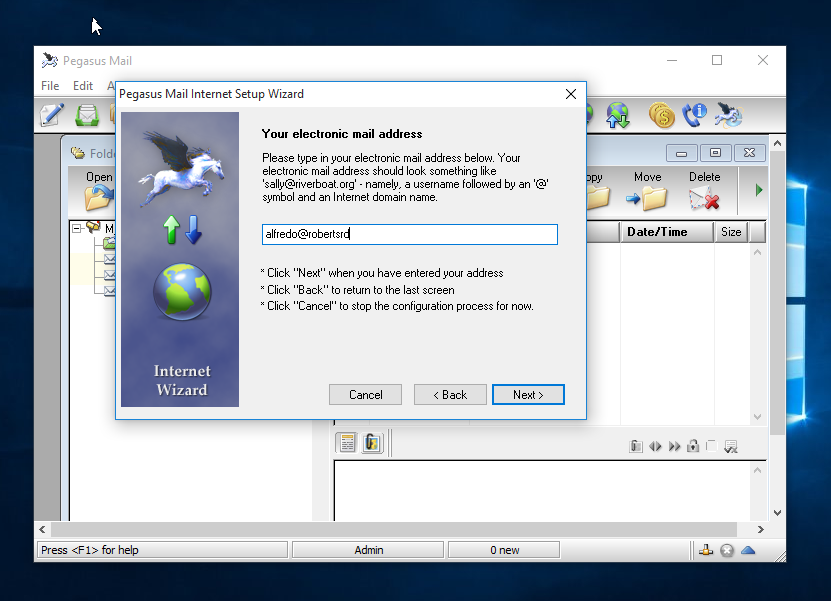 Pegasus Mail
File Edit
Pegasus Mail Internet Setup Wizard
Your electronic mail address
Please type in your electronic mail address below. Your
electronic mail address should look something like
'sally@riverboat.org' - namely, a username followed by an '@'
symbol and an Internet domain name.
alfredo@robertsrd
* Click "Next" when you have entered your address
* Click "Back" to return to the last screen
* Click "Cancel" to stop the configuration process for now.
Internet
Wizard
Cancel < Back Next >
Open
Move Delete
Date/Time Size
Press <F1> for help Admin 0 new